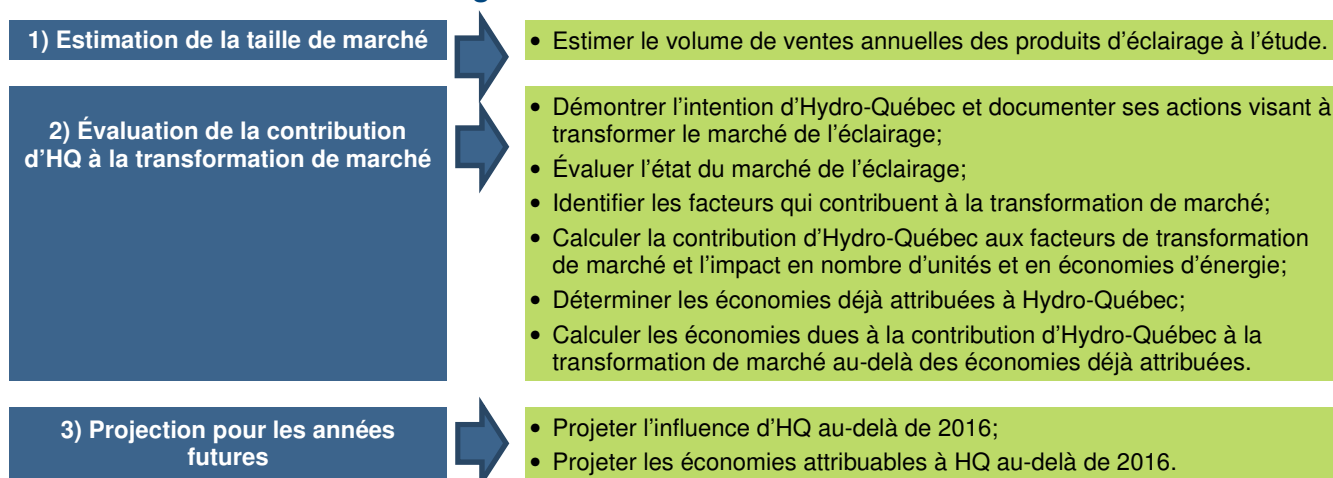 1) Estimation de la taille de marché
• Estimer le volume de ventes annuelles des produits d'éclairage à l'étude.
2) Évaluation de la contribution
d'HQ à la transformation de marché
• Démontrer l'intention d'Hydro-Québec et documenter ses actions visant à
transformer le marché de l'éclairage;
• Évaluer l'état du marché de l'éclairage;
• Identifier les facteurs qui contribuent à la transformation de marché;
• Calculer la contribution d'Hydro-Québec aux facteurs de transformation
de marché et l'impact en nombre d'unités et en économies d'énergie;
• Déterminer les économies déjà attribuées à Hydro-Québec;
• Calculer les économies dues à la contribution d'Hydro-Québec à la
transformation de marché au-delà des économies déjà attribuées.
3) Projection pour les années
futures
• Projeter l'influence d'HQ au-delà de 2016;
• Projeter les économies attribuables à HQ au-delà de 2016.